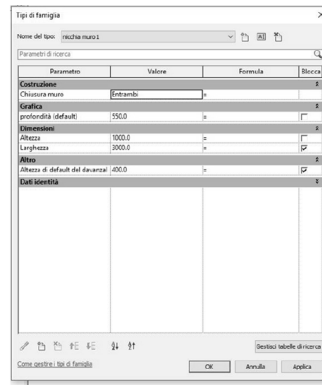 Tipi di famiglia
Nome del tipo: nicchia muro1
Parametri di ricerca
Parametro Valore Formula Blocca
Costruzione
Chiusura muro Entrambi =
Grafica
profondità (default) 550.0 =
Dimensioni
Altezza 1000.0 =
Larghezza 3000.0 =
Altro
Altezza di default del davanzal 400.0 =
Dati identità
Gestisci tabelle di ricerca
Come gestire i tipi di famiglia
OK Annulla Applica